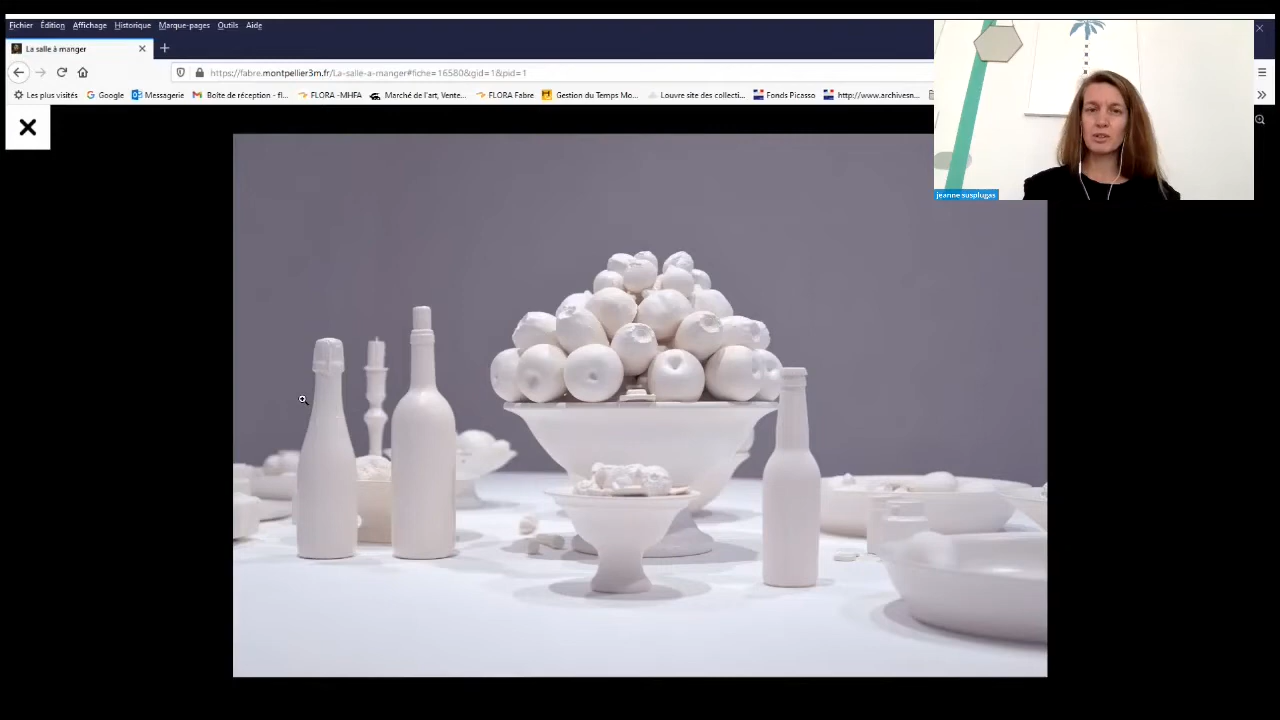 Fichier Édition Affichage Historique Marque-pages Outils Aide
La salle à manger
https://fabre.montpellier3m.fr/La-salle-a-manger#fiche=16580&gid=1&pid=1
Les plus visités Google Messagerie Boîte de réception - fl... FLORA -MHFA Marché de l'art, Vente... FLORA Fabre Gestion du Temps Mo... Louvre site des collecti... Fonds Picasso http://www.archivesn...
jeanne susplugas